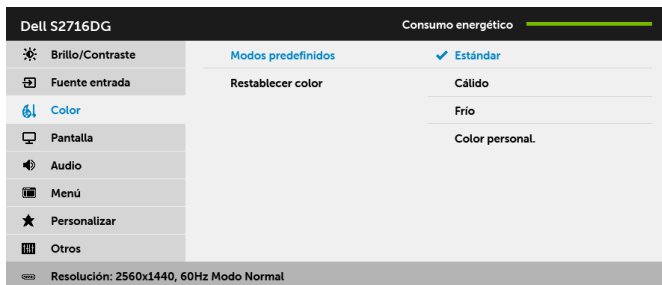 Dell S2716DG Consumo energético
Brillo/Contraste Modos predefinidos Estándar
Fuente entrada Restablecer color Cálido
Color Frío
Pantalla Color personal.
Audio
Menú
Personalizar
Otros
Resolución: 2560x1440, 60Hz Modo Normal